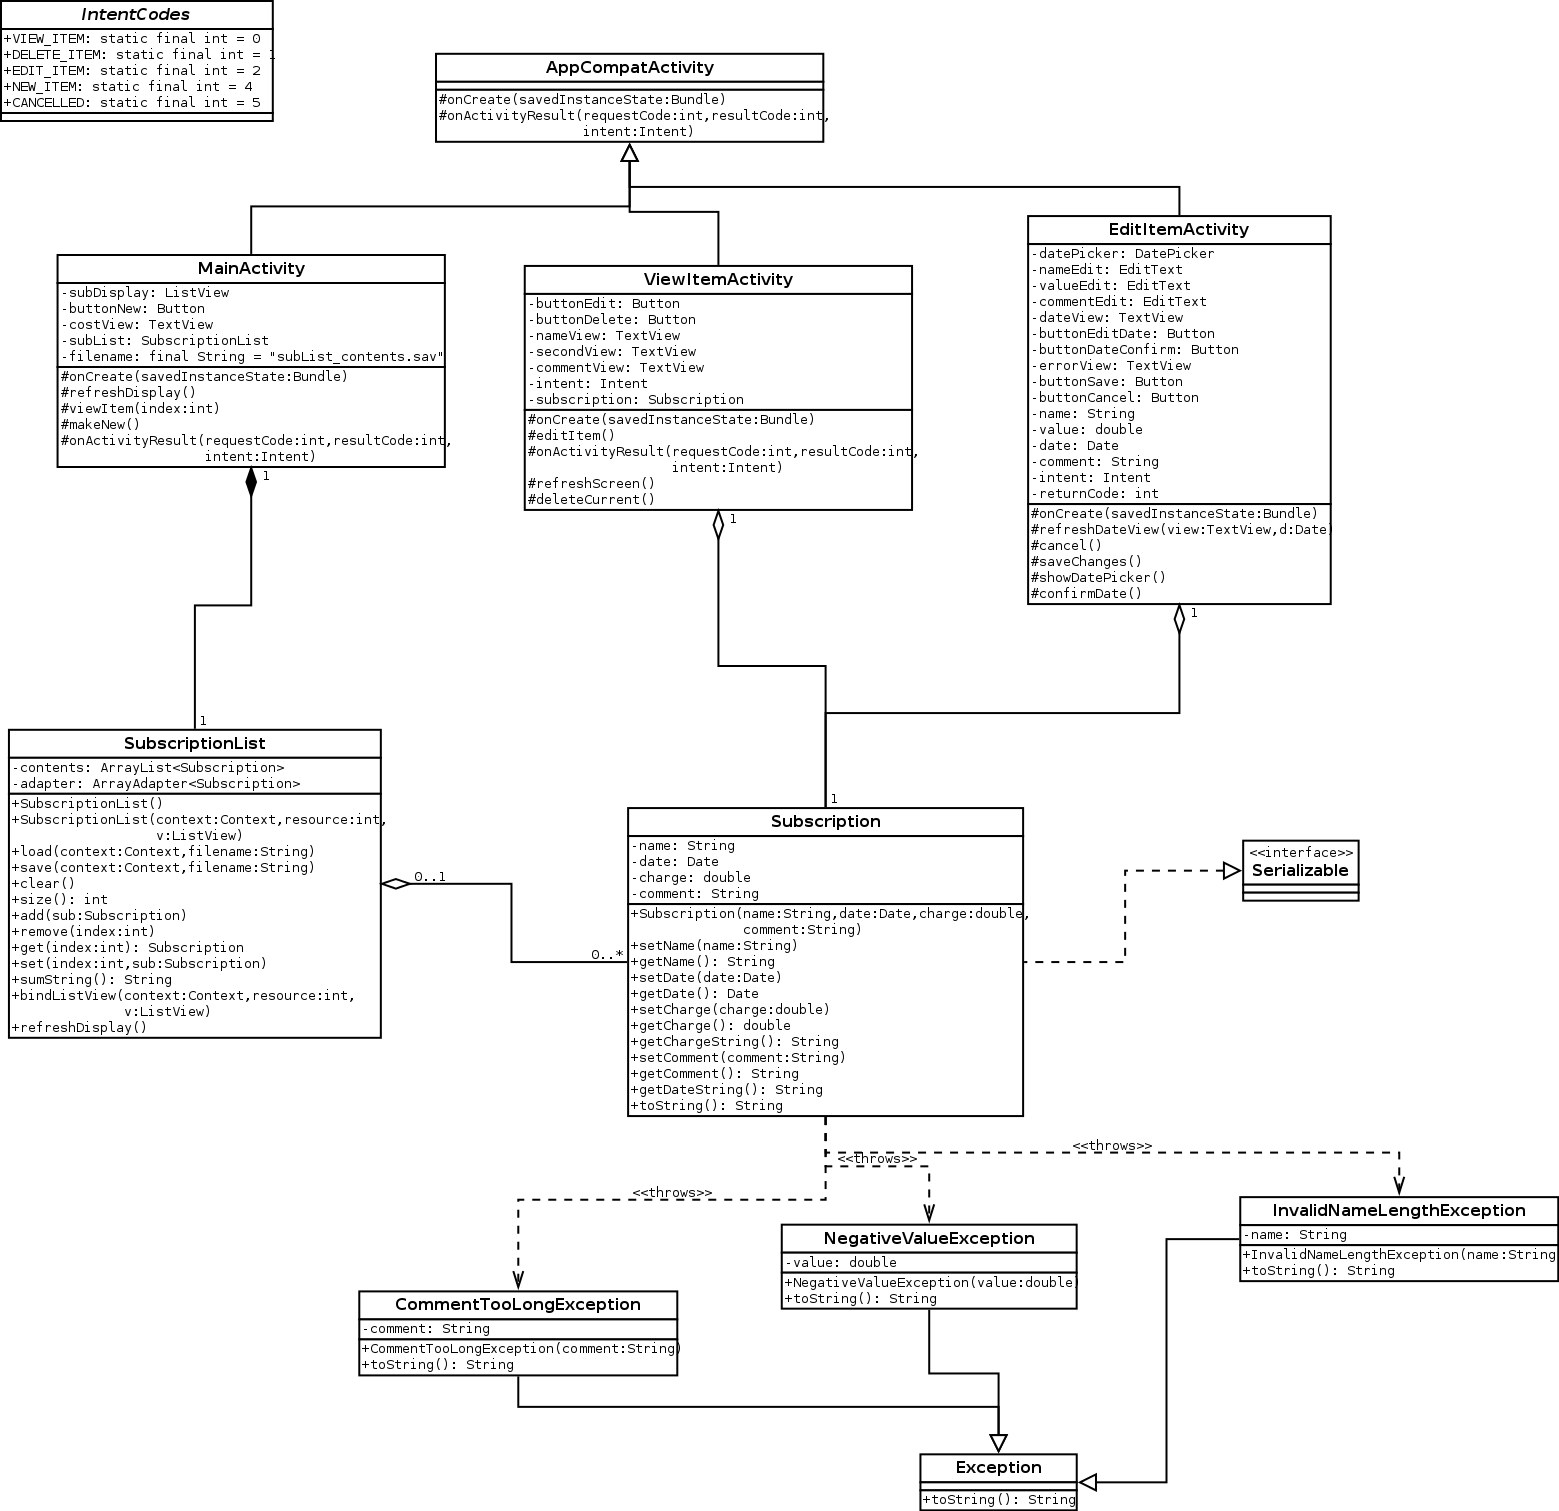 IntentCodes
+VIEW_ITEM: static final int = 0
+DELETE_ITEM: static final int = 1
+EDIT_ITEM: static final int = 2
+NEW_ITEM: static final int = 4
+CANCELLED: static final int = 5
AppCompatActivity
#onCreate(savedInstanceState:Bundle)
#onActivityResult(requestCode:int,resultCode:int,
intent:Intent)
MainActivity
-subDisplay: ListView
-buttonNew: Button
-costView: TextView
-subList: SubscriptionList
-filename: final String = "subList_contents.sav"
#onCreate(savedInstanceState:Bundle)
#refreshDisplay()
#viewItem(index:int)
#makeNew()
#onActivityResult(requestCode:int,resultCode:int,
intent:Intent)
1
ViewItemActivity
-buttonEdit: Button
-buttonDelete: Button
-nameView: TextView
-secondView: TextView
-commentView: TextView
-intent: Intent
-subscription: Subscription
#onCreate(savedInstanceState:Bundle)
#editItem()
#onActivityResult(requestCode:int,resultCode:int,
intent:Intent)
#refreshScreen()
#deleteCurrent()
1
EditItemActivity
-datePicker: DatePicker
-nameEdit: EditText
-valueEdit: EditText
-commentEdit: EditText
-dateView: TextView
-buttonEditDate: Button
-buttonDateConfirm: Button
-errorView: TextView
-buttonSave: Button
-buttonCancel: Button
-name: String
-value: double
-date: Date
-comment: String
-intent: Intent
-returnCode: int
#onCreate(savedInstanceState:Bundle)
#refreshDateView(view:TextView,d:Date)
#cancel()
#saveChanges()
#showDatePicker()
#confirmDate()
1
1
SubscriptionList
-contents: ArrayList<Subscription>
-adapter: ArrayAdapter<Subscription>
+SubscriptionList()
+SubscriptionList(context:Context,resource:int,
v:ListView)
+load(context:Context,filename:String)
+save(context:Context,filename:String)
+clear()
+size(): int
+add(sub:Subscription)
+remove(index:int)
+get(index:int): Subscription
+set(index:int,sub:Subscription)
+sumString(): String
+bindListView(context:Context,resource:int,
v:ListView)
+refreshDisplay()
0..1
0..*
1
Subscription
-name: String
-date: Date
-charge: double
-comment: String
+Subscription(name:String,date:Date,charge:double,
comment:String)
+setName(name:String)
+getName(): String
+setDate(date:Date)
+getDate(): Date
+setCharge(charge:double)
+getCharge(): double
+getChargeString(): String
+setComment(comment:String)
+getComment(): String
+getDateString(): String
+toString(): String
<<interface>>
Serializable
<<throws>>
<<throws>>
<<throws>>
CommentTooLongException
-comment: String
+CommentTooLongException(comment:String)
+toString(): String
NegativeValueException
-value: double
+NegativeValueException(value:double)
+toString(): String
InvalidNameLengthException
-name: String
+InvalidNameLengthException(name:String
+toString(): String
Exception
+toString(): String